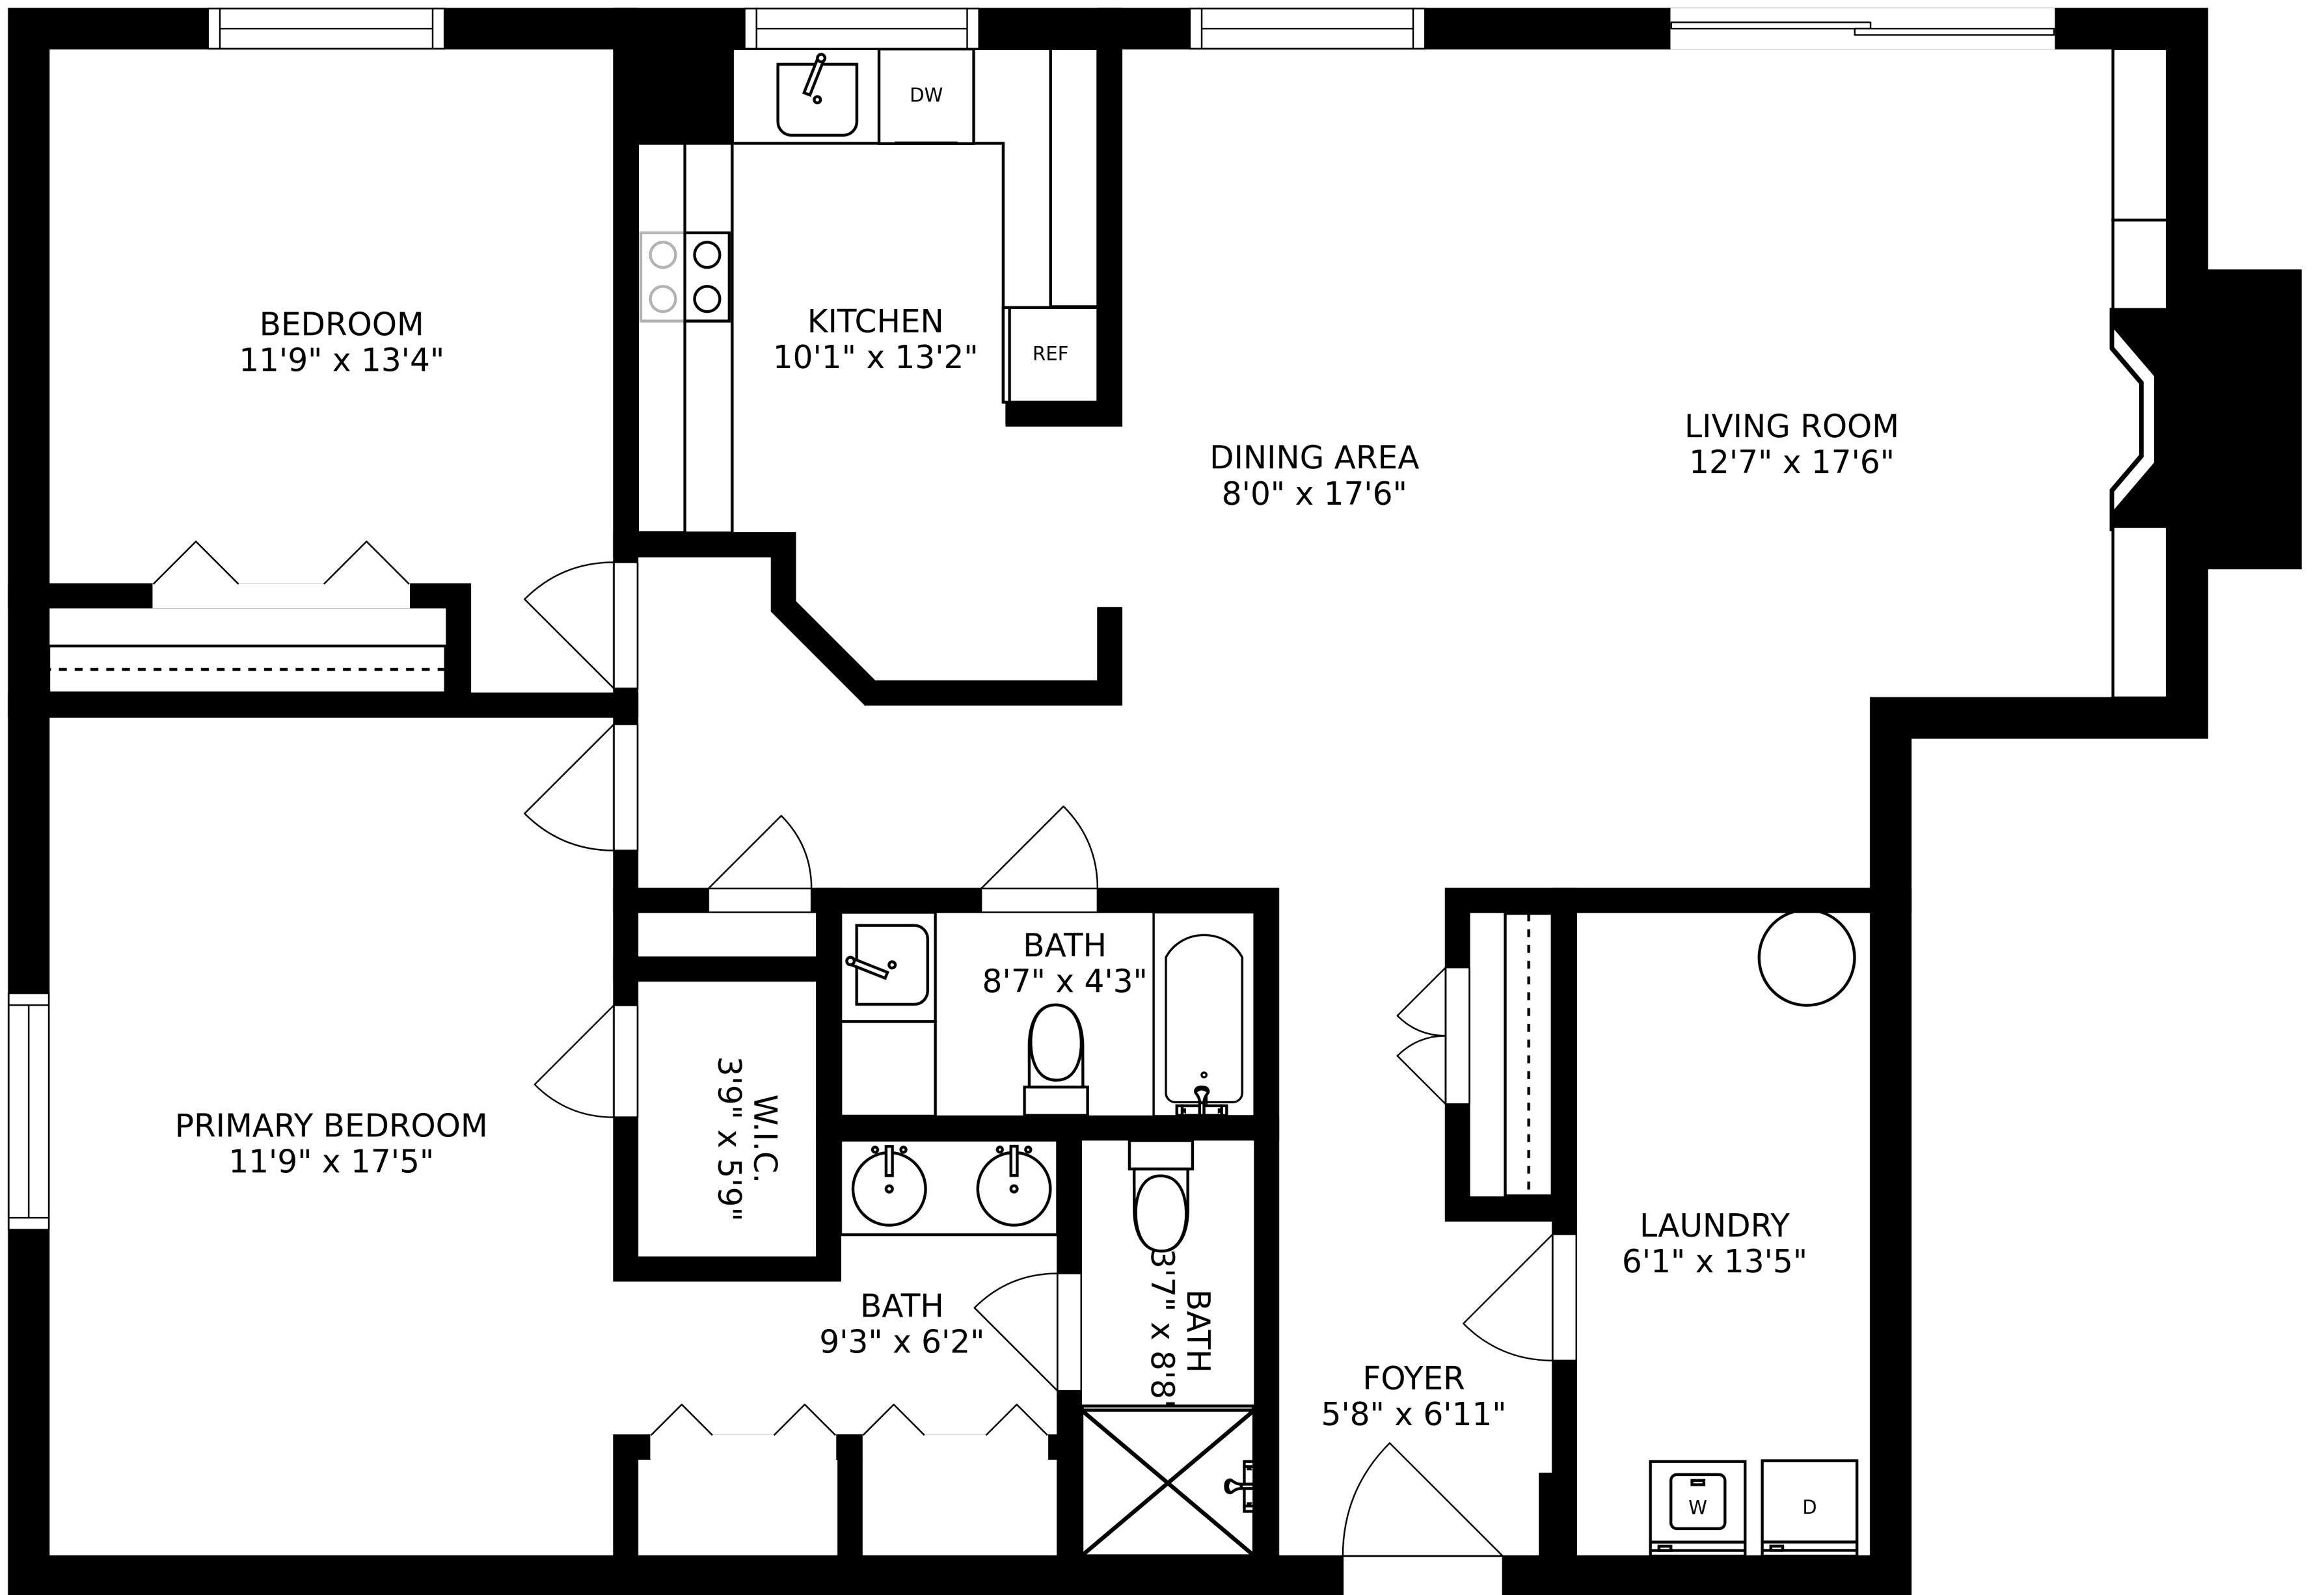 DW
BEDROOM
11'9" x 13'4"
KITCHEN
10'1" x 13'2"
REF
DINING AREA
8'0" x 17'6"
LIVING ROOM
12'7" x 17'6"
BATH
8'7" x 4'3"
PRIMARY BEDROOM
11'9" x 17'5"
W.I.C.
3'9" x 5'9"
BATH
9'3" x 6'2"
BATH
3'7" x 8'8"
LAUNDRY
6'1" x 13'5"
FOYER
5'8" x 6'11"
W
D